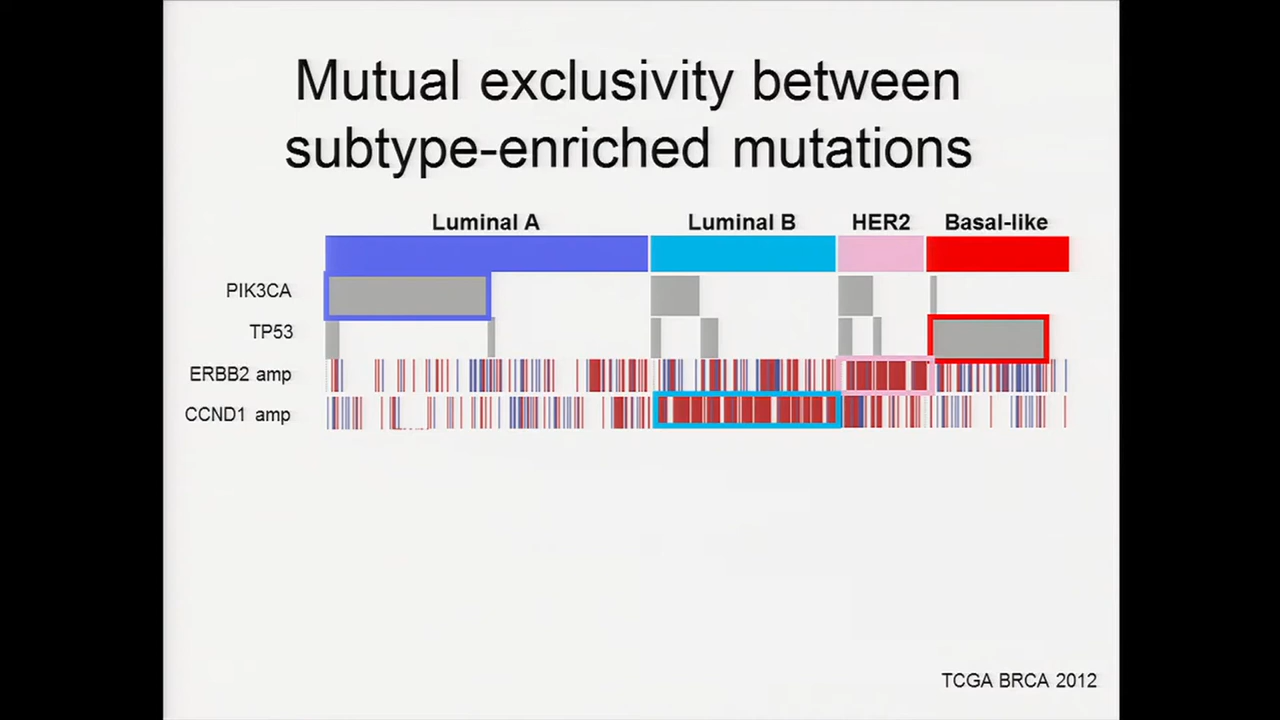 Mutual exclusivity between
subtype-enriched mutations
Luminal A Luminal B HER2 Basal-like
PIK3CA
TP53
ERBB2 amp
CCND1 amp
TCGA BRCA 2012